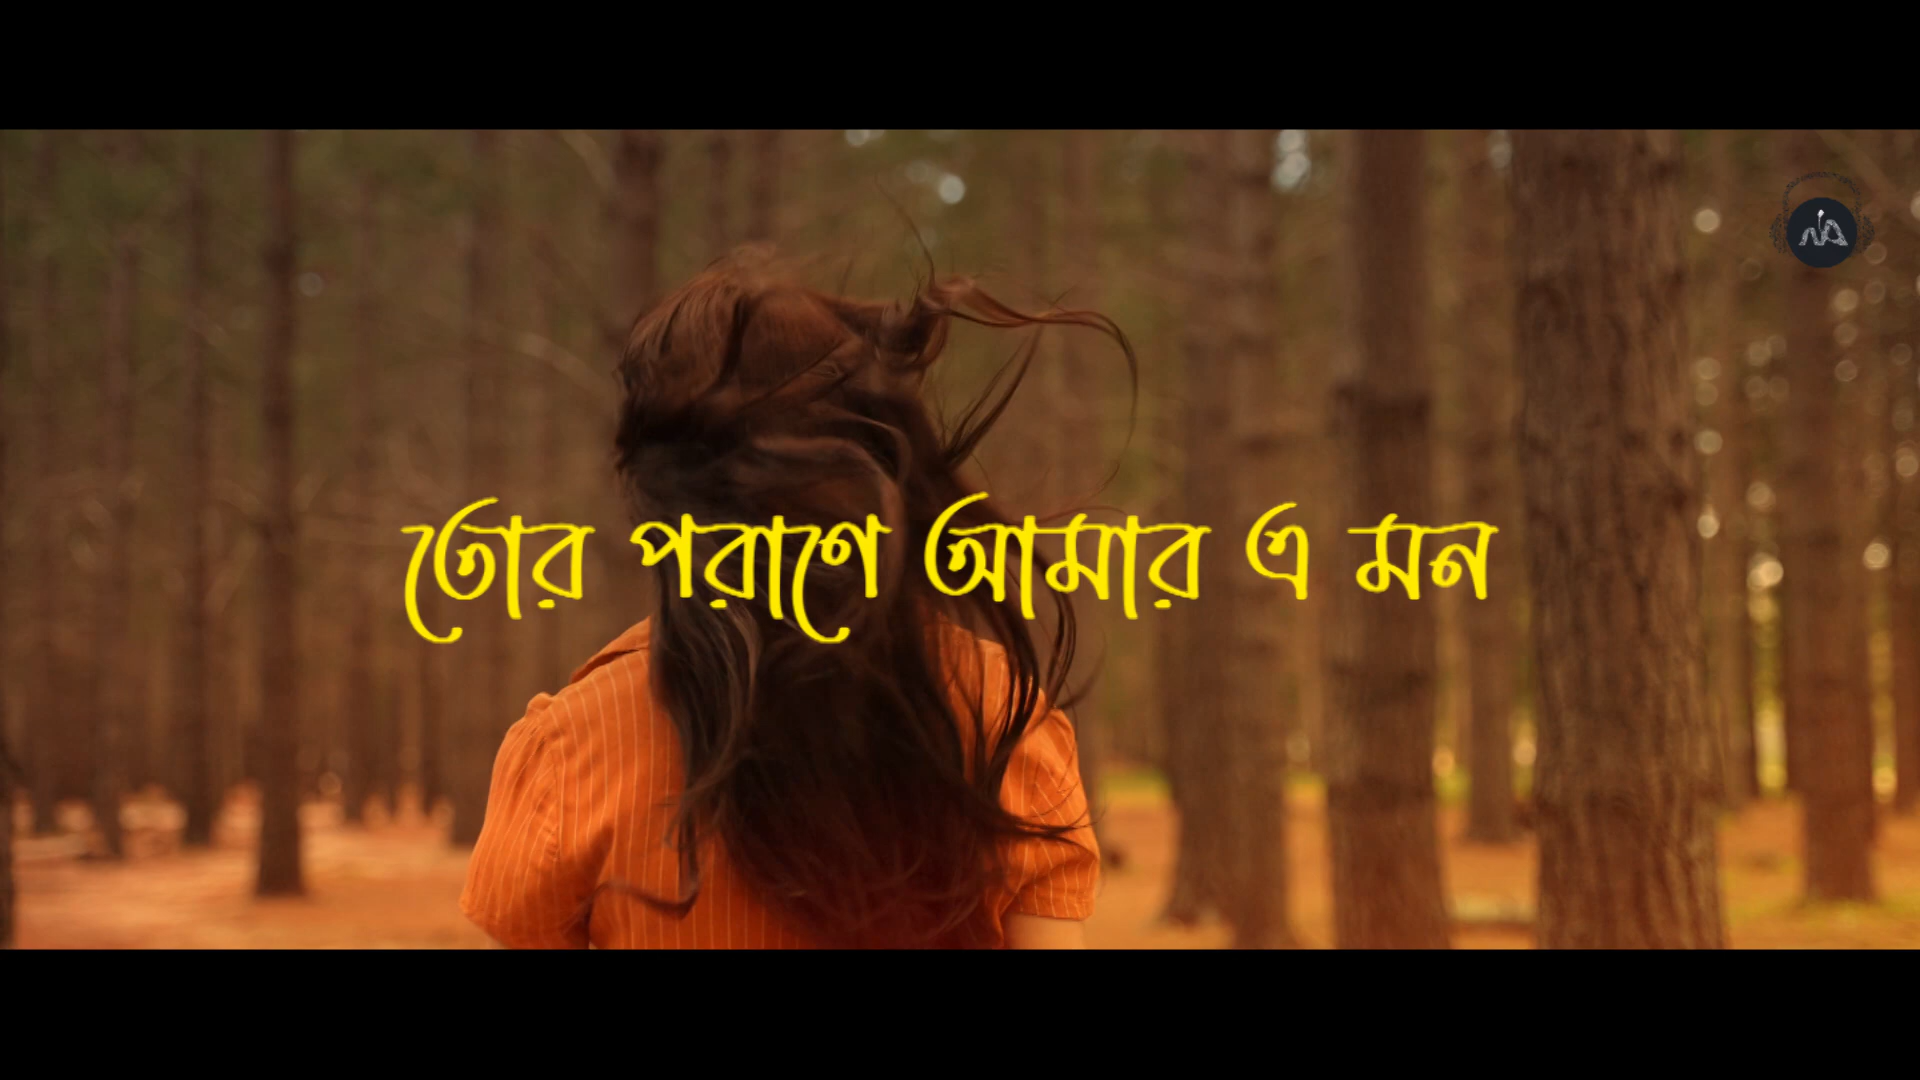 তোর পরাণে আমার এ মন